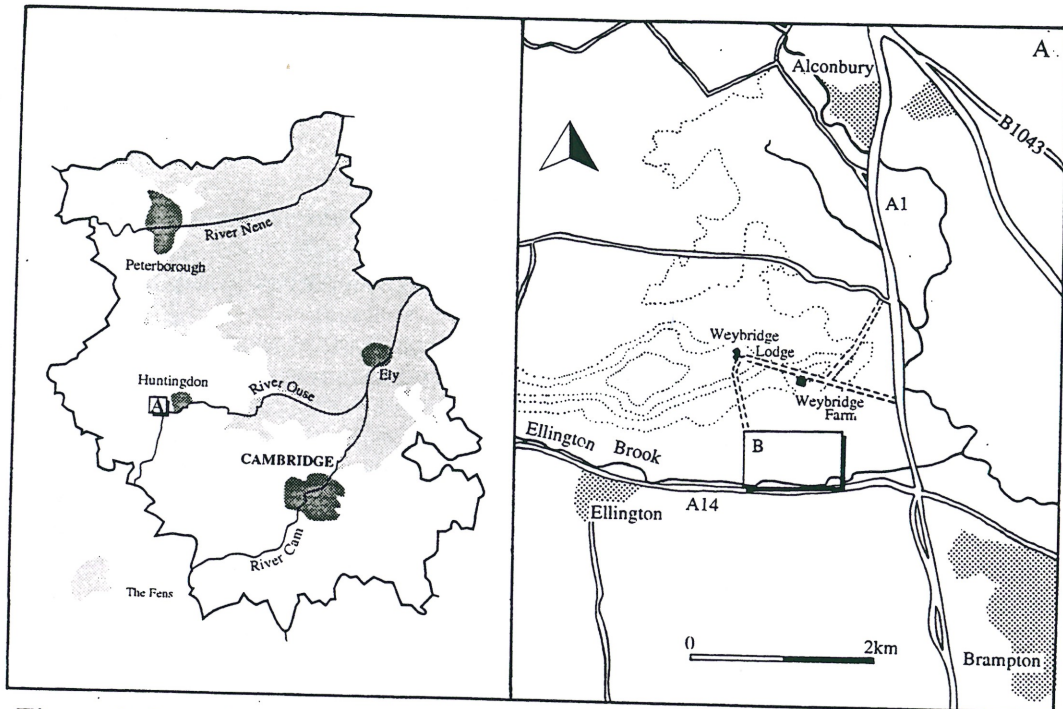 River Nene
Peterborough
Ely
Huntingdon
River Ouse
A
CAMBRIDGE
River Cam
The Fens
A
Alconbury
B1043
A1
Weybridge
Lodge
Weybridge
Farm
B
Ellington Brook
Ellington
A14
0 2km
Brampton